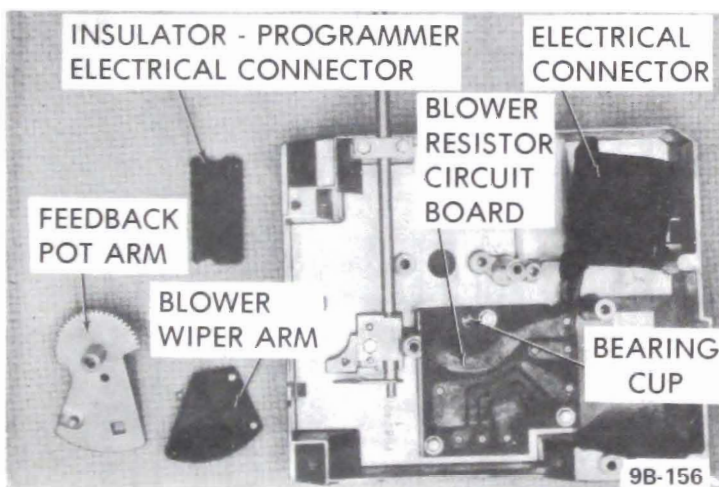 INSULATOR - PROGRAMMER
ELECTRICAL CONNECTOR
ELECTRICAL
CONNECTOR
BLOWER
RESISTOR
CIRCUIT
BOARD
FEEDBACK
POT ARM
BLOWER
WIPER ARM
BEARING
CUP
9B-156